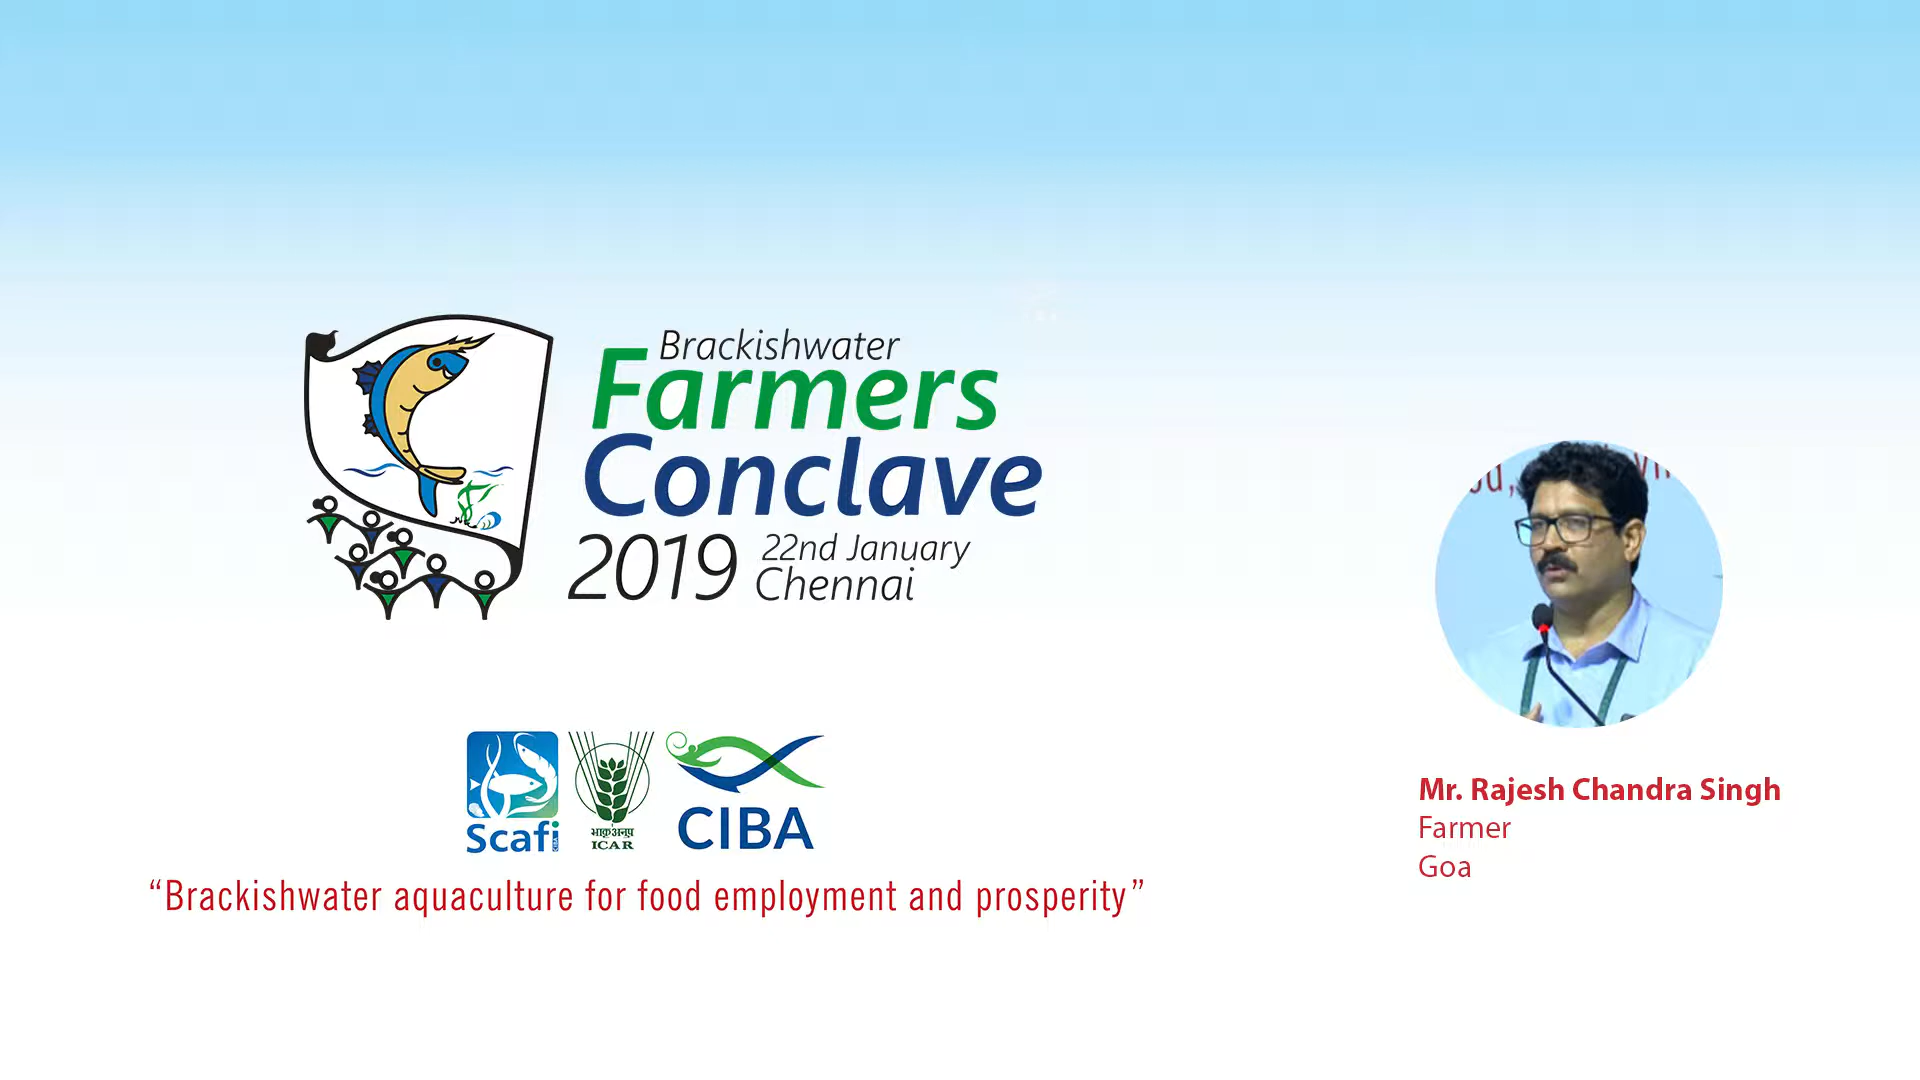 Brackishwater
Farmers
Conclave
2019 22nd January
Chennai
Scafi
भाकृअनुप
ICAR
CIBA
“Brackishwater aquaculture for food employment and prosperity”
Mr. Rajesh Chandra Singh
Farmer
Goa